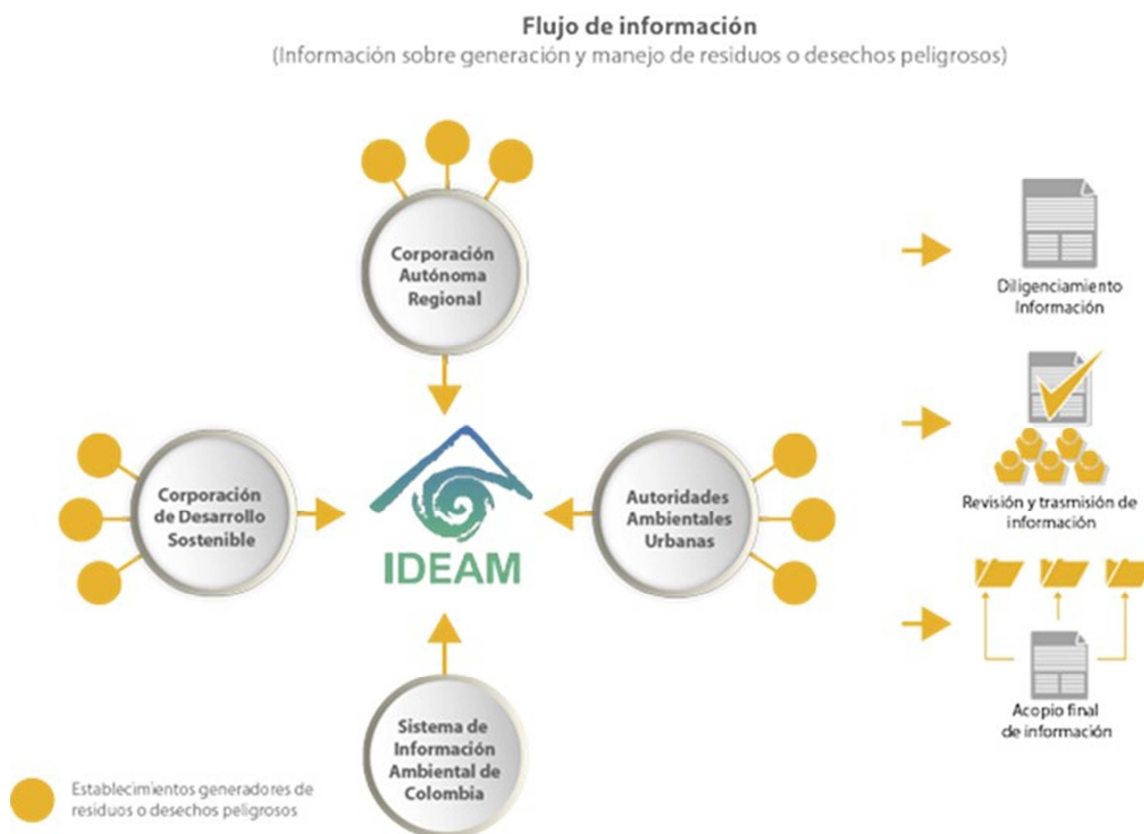 Flujo de información
(Información sobre generación y manejo de residuos o desechos peligrosos)
Corporación
Autónoma
Regional
Diligenciamiento
Información
Corporación
de Desarrollo
Sostenible
IDEAM
Autoridades
Ambientales
Urbanas
Revisión y trasmisión de
información
Sistema de
Información
Ambiental de
Colombia
Acopio final
de información
Establecimientos generadores de
residuos o desechos peligrosos